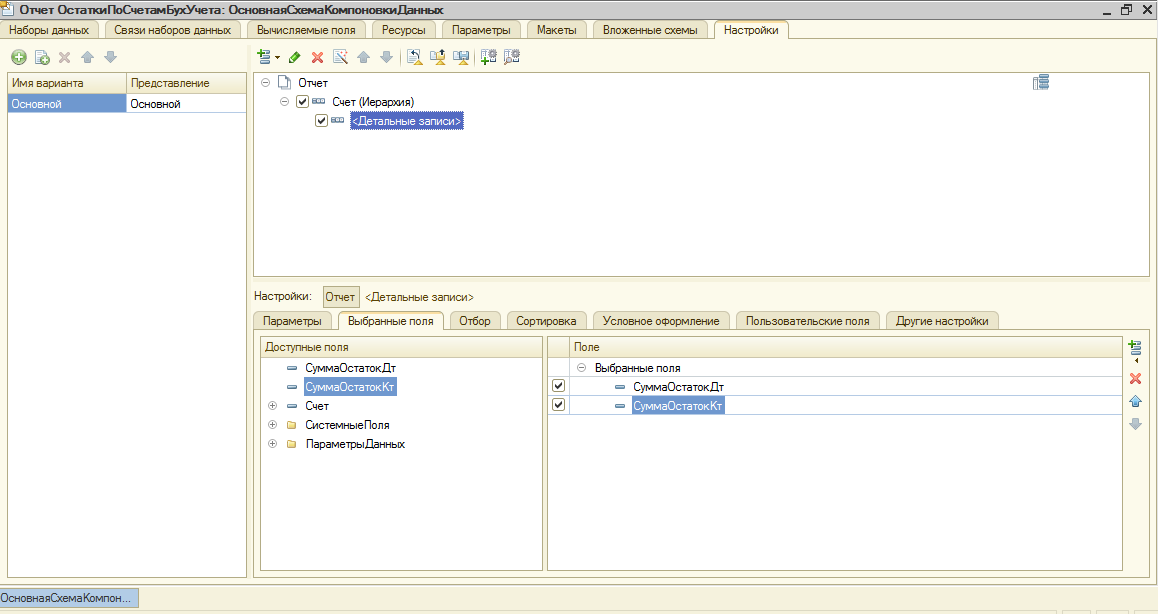 Отчет ОстаткиПоСчетамБухУчета: ОсновнаяСхемаКомпоновкиДанных
Наборы данных Связи наборов данных Вычисляемые поля Ресурсы Параметры Макеты Вложенные схемы Настройки
Имя варианта Представление
Основной Основной
Отчет
Счет (Иерархия)
<Детальные записи>
Настройки: Отчет <Детальные записи>
Параметры Выбранные поля Отбор Сортировка Условное оформление Пользовательские поля Другие настройки
Доступные поля Поле
СуммаОстатокДт Выбранные поля
СуммаОстатокКт СуммаОстатокДт
Счет СуммаОстатокКт
СистемныеПоля
ПараметрыДанных
ОсновнаяСхемаКомпон...